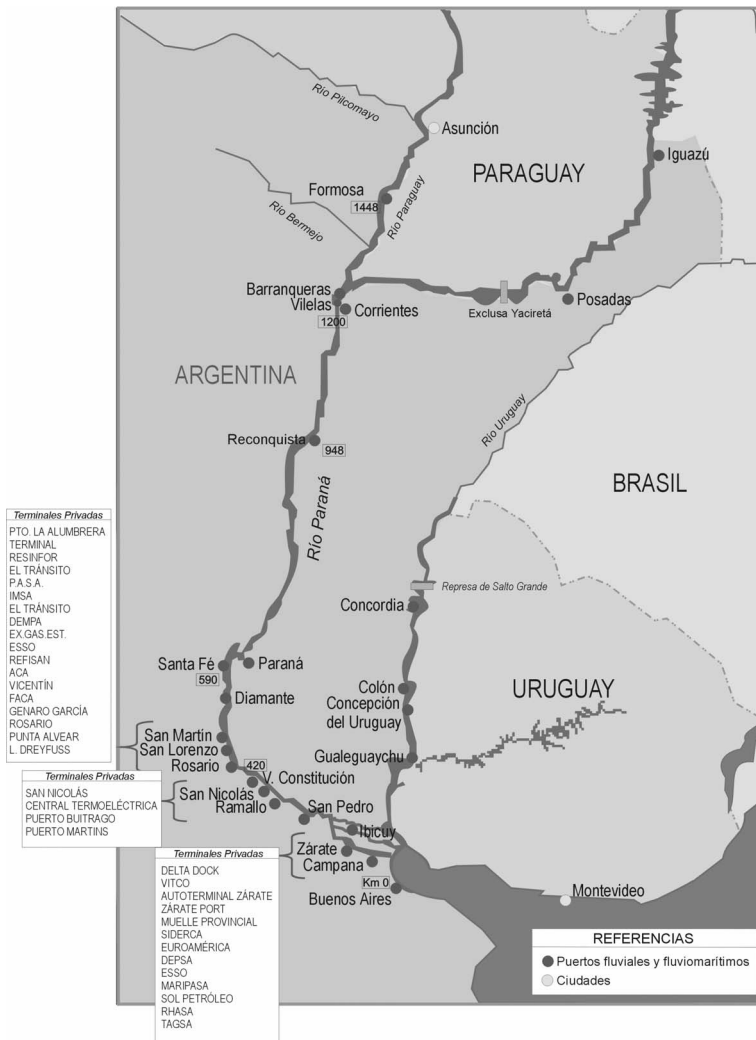 Río Pilcomayo
Asunción
PARAGUAY
Iguazú
Formosa
1448
Río Paraguay
Río Bermejo
Barranqueras
Vilelas
Corrientes
1200
Exclusa Yaciretá
Posadas
ARGENTINA
Río Uruguay
Reconquista
948
BRASIL
Río Paraná
Represa de Salto Grande
Concordia
Santa Fé
590
Paraná
Diamante
Colón
Concepción
del Uruguay
URUGUAY
San Martín
San Lorenzo
Rosario
420
Gualeguaychu
V. Constitución
San Nicolás
Ramallo
San Pedro
Ibicuy
Zárate
Campana
Km 0
Buenos Aires
Montevideo
Terminales Privadas
PTO. LA ALUMBRERA
TERMINAL
RESINFOR
EL TRÁNSITO
P.A.S.A.
IMSA
EL TRÁNSITO
DEMPA
EX.GAS.EST.
ESSO
REFISAN
ACA
VICENTÍN
FACA
GENARO GARCÍA
ROSARIO
PUNTA ALVEAR
L. DREYFUSS
Terminales Privadas
SAN NICOLÁS
CENTRAL TERMOELÉCTRICA
PUERTO BUITRAGO
PUERTO MARTINS
Terminales Privadas
DELTA DOCK
VITCO
AUTOTERMINAL ZÁRATE
ZÁRATE PORT
MUELLE PROVINCIAL
SIDERCA
EUROAMÉRICA
DEPSA
ESSO
MARIPASA
SOL PETRÓLEO
RHASA
TAGSA
REFERENCIAS
Puertos fluviales y fluviomarítimos
Ciudades